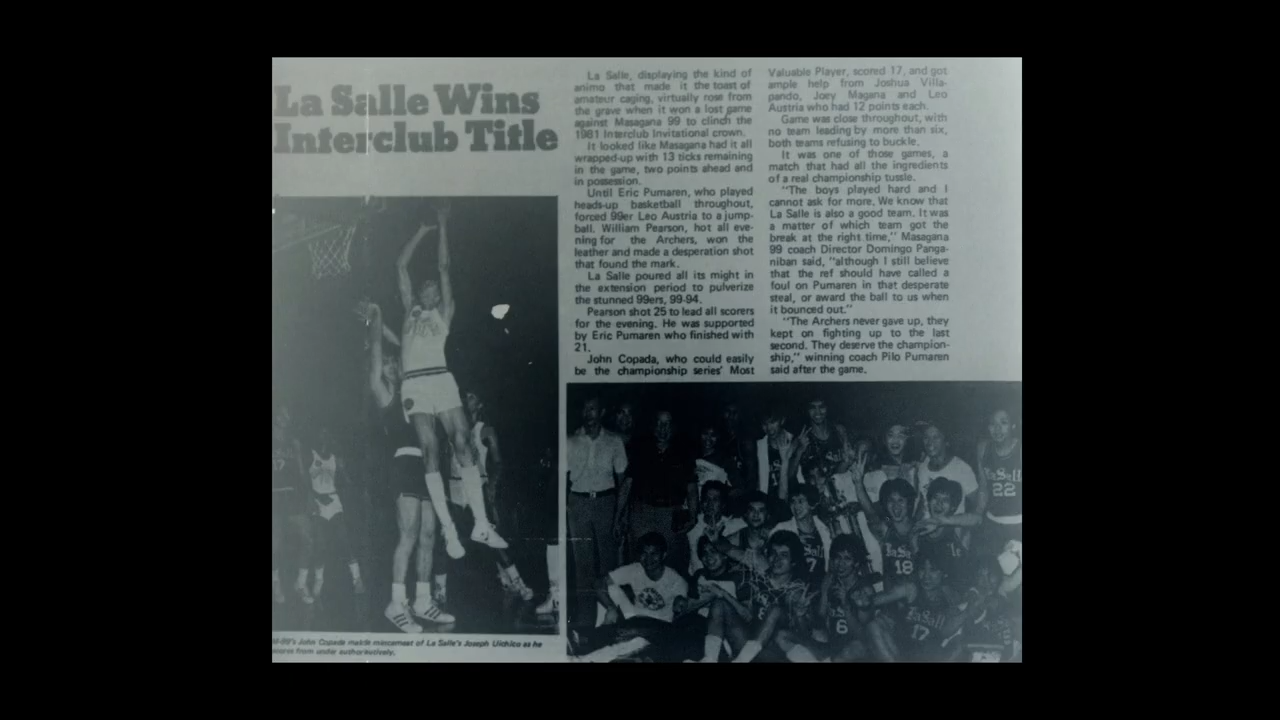 La Salle Wins
Interclub Title
La Salle, displaying the kind of
animo that made it the toast of
amateur caging, virtually rose from
the grave when it won a lost game
against Masagana 99 to clinch the
1981 Interclub Invitational crown.
It looked like Masagana had it all
wrapped-up with 13 ticks remaining
in the game, two points ahead and
in possession.
Until Eric Pumaren, who played
heads-up basketball throughout,
forced 99er Leo Austria to a jump-
ball. William Pearson, hot all eve-
ning for the Archers, won the
leather and made a desperation shot
that found the mark.
La Salle poured all its might in
the extension period to pulverize
the stunned 99ers, 99-94.
Pearson shot 25 to lead all scorers
for the evening. He was supported
by Eric Pumaren who finished with
21.
John Copada, who could easily
be the championship series' Most
Valuable Player, scored 17, and got
ample help from Joshua Villa-
pando, Joey Magana and Leo
Austria who had 12 points each.
Game was close throughout, with
no team leading by more than six,
both teams refusing to buckle.
It was one of those games, a
match that had all the ingredients
of a real championship tussle.
"The boys played hard and I
cannot ask for more. We know that
La Salle is also a good team. It was
a matter of which team got the
break at the right time," Masagana
99 coach Director Domingo Panga-
niban said, "although I still believe
that the ref should have called a
foul on Pumaren in that desperate
steal, or award the ball to us when
it bounced out."
"The Archers never gave up, they
kept on fighting up to the last
second. They deserve the champion-
ship," winning coach Pilo Pumaren
said after the game.
John Copada of La Salle's Joseph Uichico as he
scores from under
22
7
18
6
17